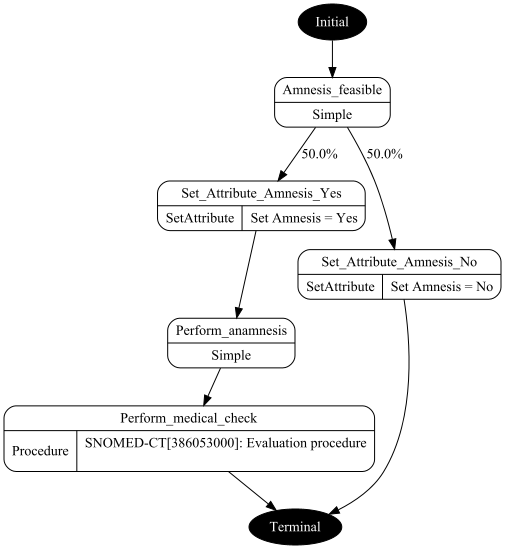 Initial
Amnesis_feasible
Simple
50.0%
50.0%
Set_Attribute_Amnesis_Yes
SetAttribute
Set Amnesis = Yes
Set_Attribute_Amnesis_No
SetAttribute
Set Amnesis = No
Perform_anamnesis
Simple
Perform_medical_check
Procedure
SNOMED-CT[386053000]: Evaluation procedure
Terminal